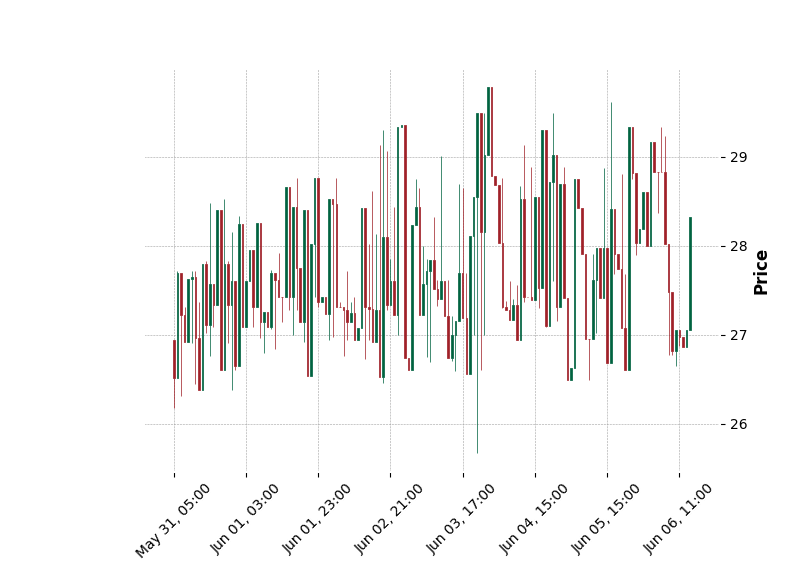 29
28
27
26
Price
May 31, 05:00
Jun 01, 03:00
Jun 01, 23:00
Jun 02, 21:00
Jun 03, 17:00
Jun 04, 15:00
Jun 05, 15:00
Jun 06, 11:00